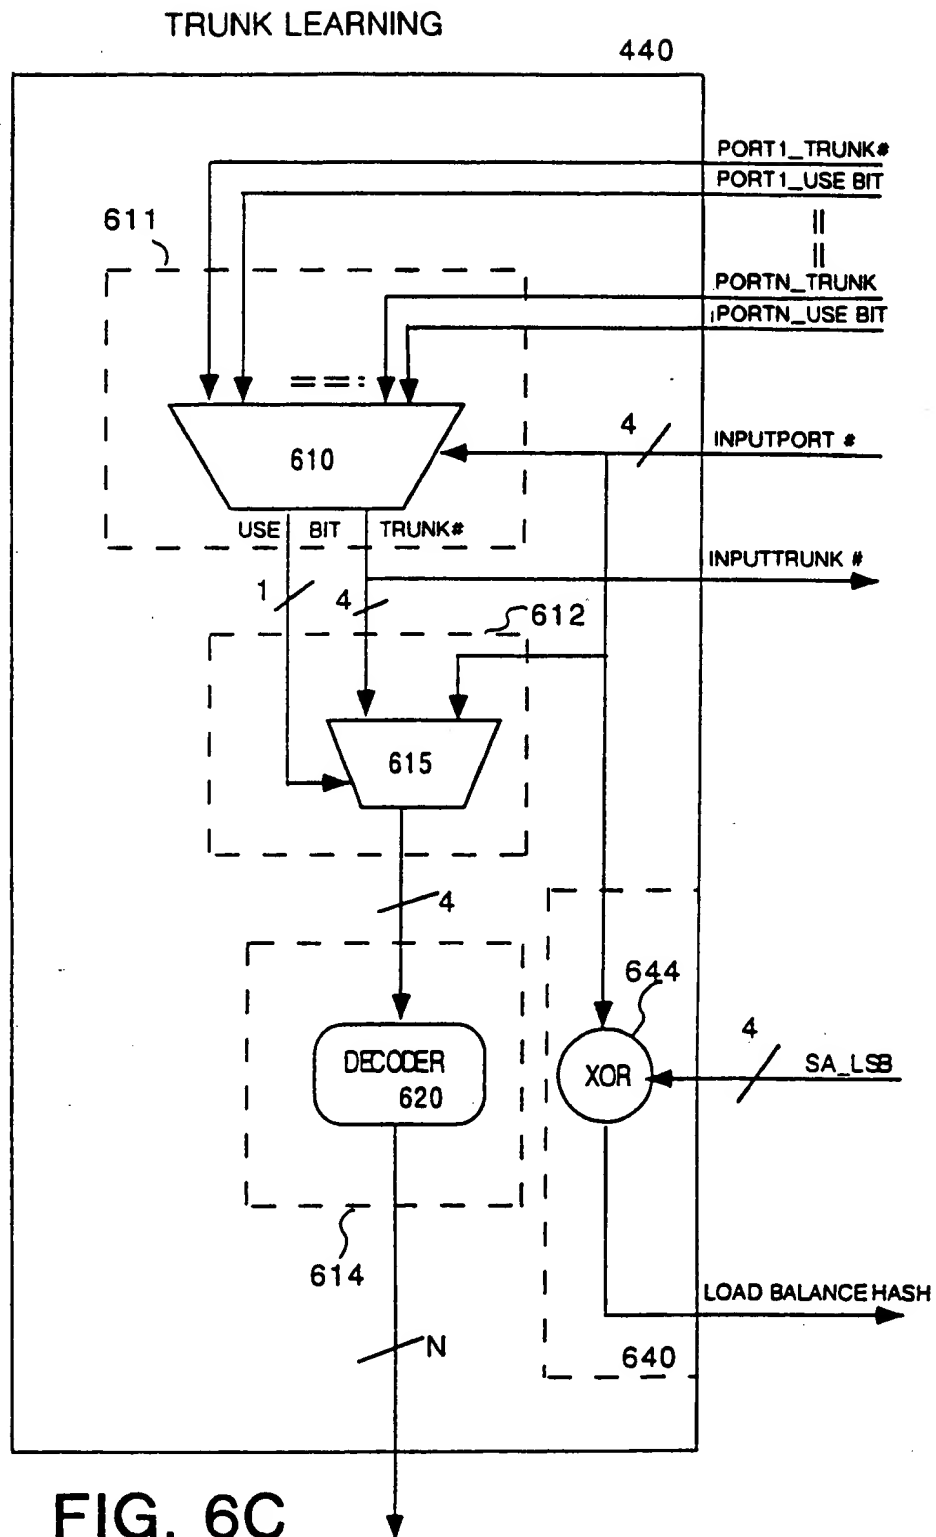 TRUNK LEARNING
440
PORT1_TRUNK#
PORT1_USE BIT
611
PORTN_TRUNK
PORTN_USE BIT
4
INPUTPORT #
610
USE BIT TRUNK#
INPUTTRUNK #
1
4
612
615
4
644
4
SA_LSB
DECODER
620
XOR
614
LOAD BALANCE HASH
N
640
FIG. 6C